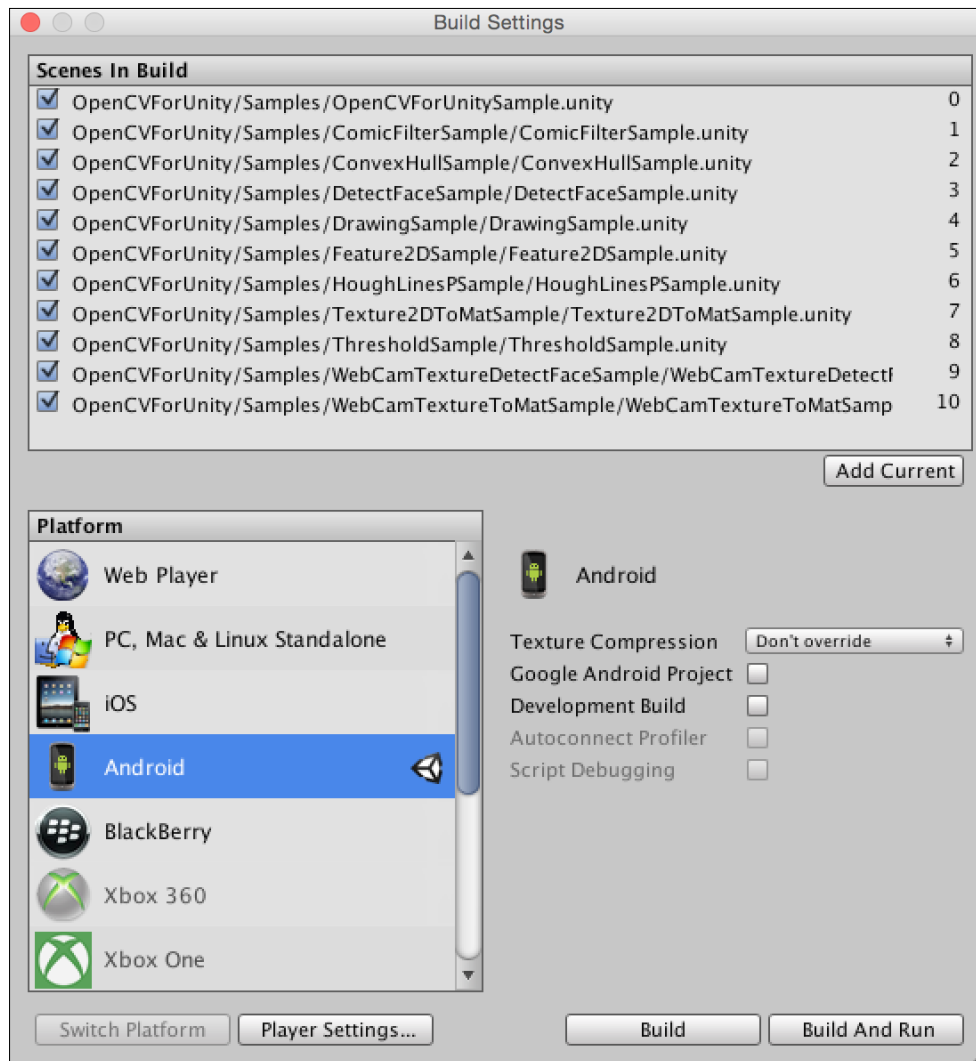 Build Settings
Scenes In Build
OpenCVForUnity/Samples/OpenCVForUnitySample.unity 0
OpenCVForUnity/Samples/ComicFilterSample/ComicFilterSample.unity 1
OpenCVForUnity/Samples/ConvexHullSample/ConvexHullSample.unity 2
OpenCVForUnity/Samples/DetectFaceSample/DetectFaceSample.unity 3
OpenCVForUnity/Samples/DrawingSample/DrawingSample.unity 4
OpenCVForUnity/Samples/Feature2DSample/Feature2DSample.unity 5
OpenCVForUnity/Samples/HoughLinesPSample/HoughLinesPSample.unity 6
OpenCVForUnity/Samples/Texture2DToMatSample/Texture2DToMatSample.unity 7
OpenCVForUnity/Samples/ThresholdSample/ThresholdSample.unity 8
OpenCVForUnity/Samples/WebCamTextureDetectFaceSample/WebCamTextureDetectF 9
OpenCVForUnity/Samples/WebCamTextureToMatSample/WebCamTextureToMatSamp 10
Add Current
Platform
Web Player
PC, Mac & Linux Standalone
iOS
Android
BlackBerry
Xbox 360
Xbox One
Android
Texture Compression Don't override
Google Android Project
Development Build
Autoconnect Profiler
Script Debugging
Switch Platform Player Settings... Build Build And Run